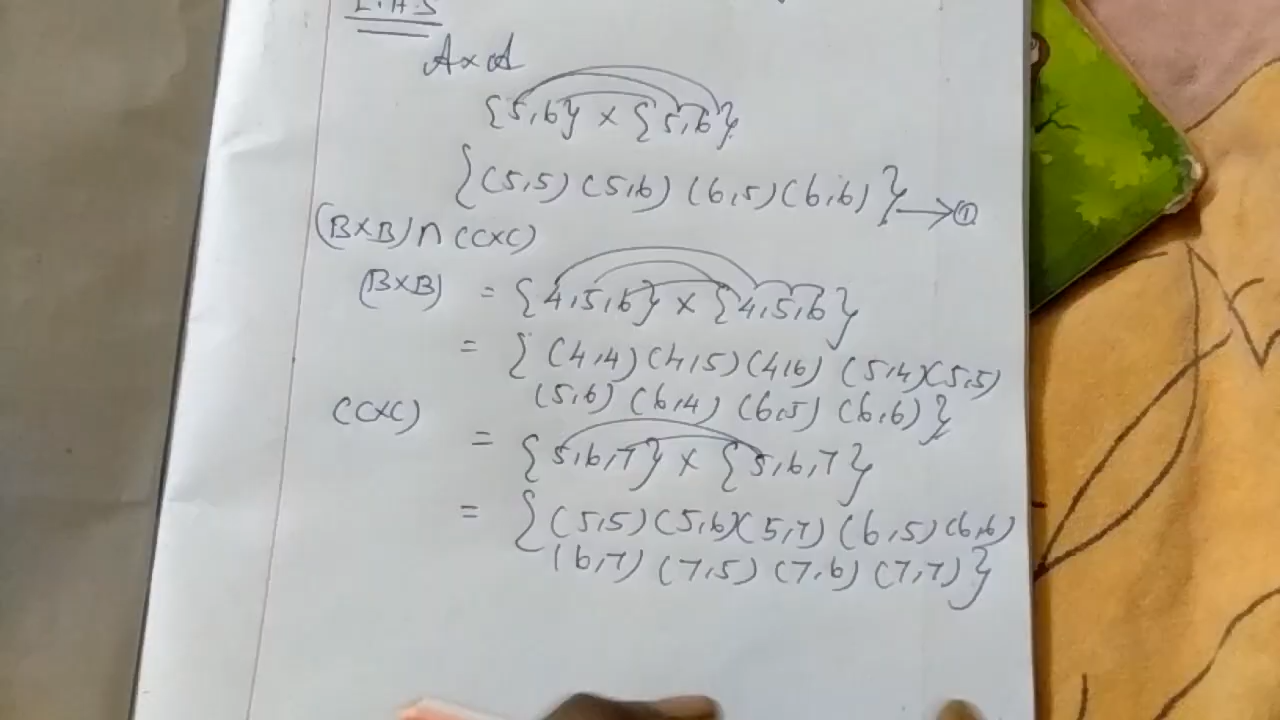 L.H.S
A×A
{5,6} × {5,6}
{(5,5) (5,6) (6,5) (6,6)} → ①
(B×B) ∩ (C×C)
(B×B) = {4,5,6} × {4,5,6}
= { (4,4) (4,5) (4,6) (5,4) (5,5)
(5,6) (6,4) (6,5) (6,6) }
(C×C)
= {5,6,7} × {5,6,7}
= {(5,5) (5,6) (5,7) (6,5) (6,6)
(6,7) (7,5) (7,6) (7,7) }